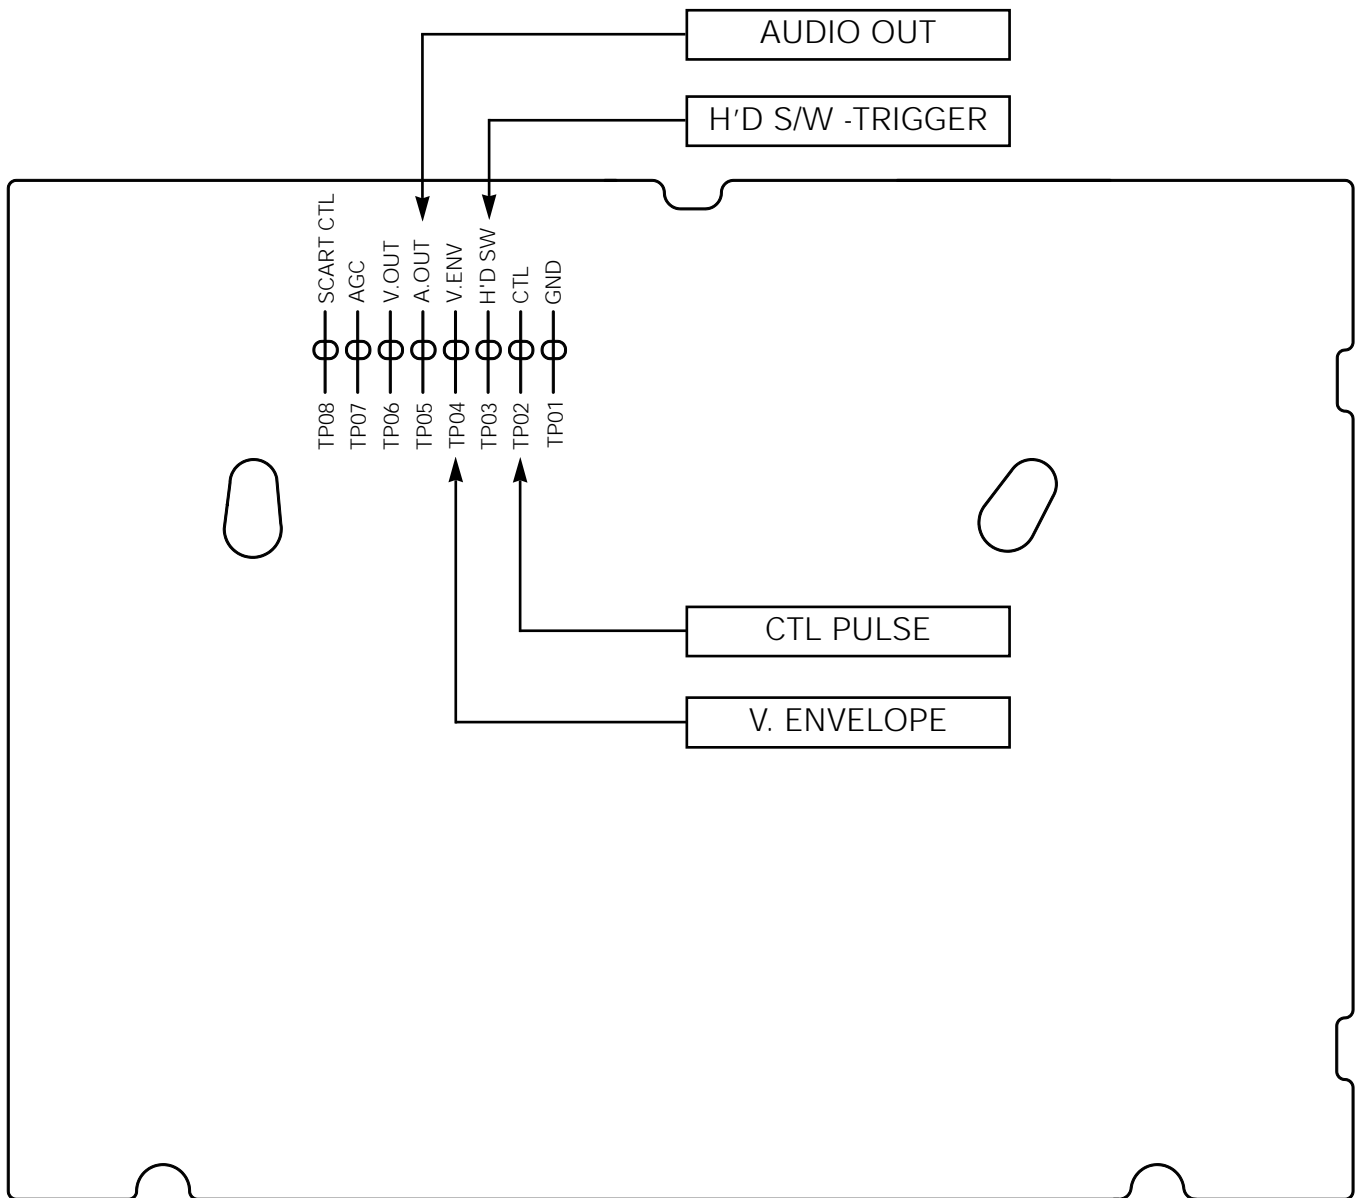 AUDIO OUT
H'D S/W -TRIGGER
SCART CTL
AGC
V.OUT
A.OUT
V.ENV
H'D SW
CTL
GND
TP08
TP07
TP06
TP05
TP04
TP03
TP02
TP01
CTL PULSE
V. ENVELOPE